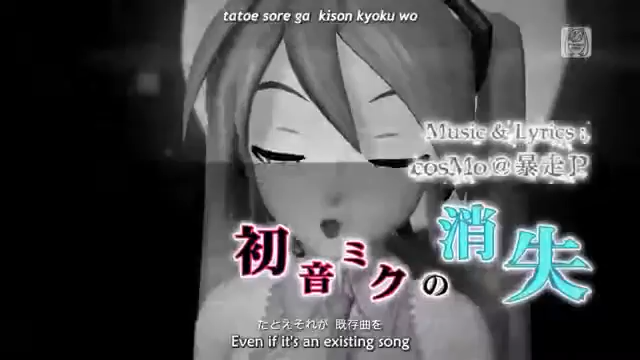 tatoe sore ga kison kyoku wo
Music & Lyrics :
cosMo@暴走P
初音ミクの消失
たとえそれが 既存曲を
Even if it's an existing song